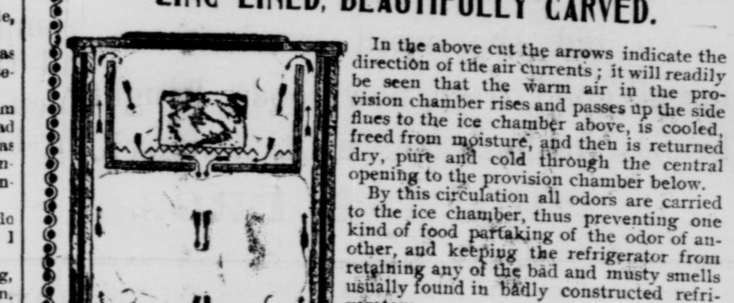 ZINC LINED, BEAUTIFULLY CARVED.
In the above cut the arrows indicate the
direction of the air currents; it will readily
be seen that the warm air in the pro-
vision chamber rises and passes up the side
flues to the ice chamber above, is cooled,
freed from moisture, and then is returned
dry, pure and cold through the central
opening to the provision chamber below.
By this circulation all odors are carried
to the ice chamber, thus preventing one
kind of food partaking of the odor of an-
other, and keeping the refrigerator from
retaining any of the bad and musty smells
usually found in badly constructed refri-